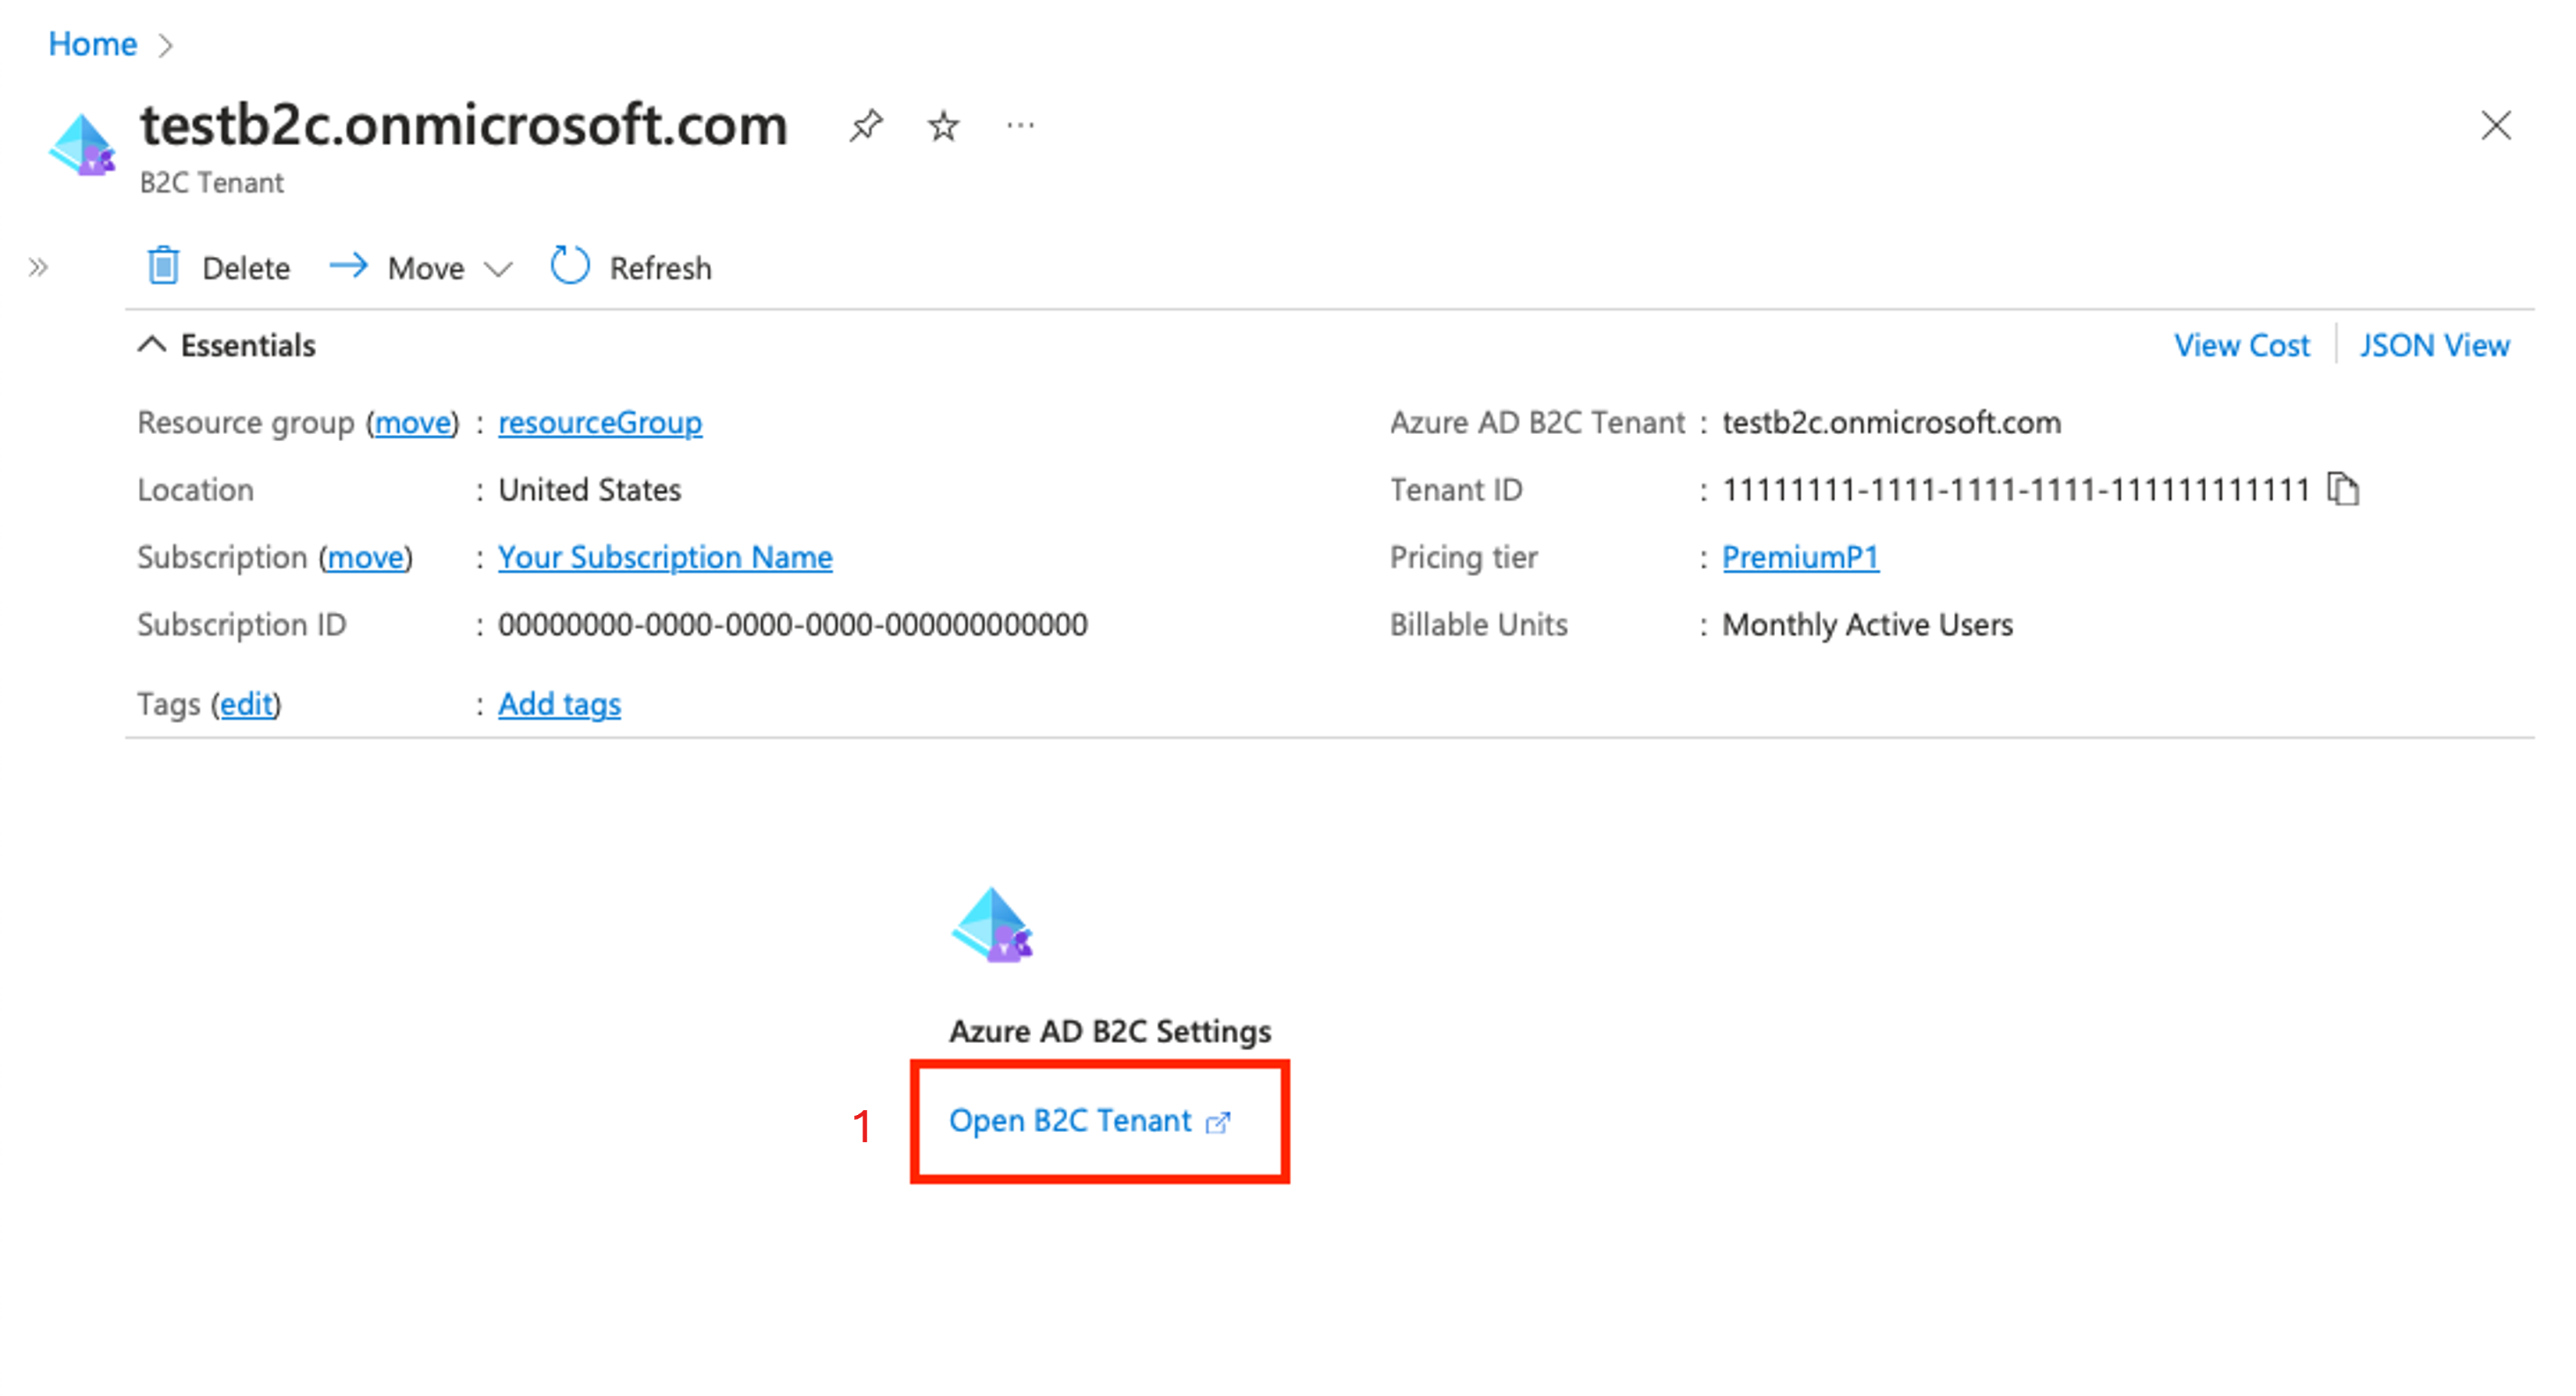 Home
testb2c.onmicrosoft.com
B2C Tenant
Delete Move Refresh
Essentials View Cost JSON View
Resource group (move) : resourceGroup Azure AD B2C Tenant : testb2c.onmicrosoft.com
Location : United States Tenant ID : 11111111-1111-1111-1111-111111111111
Subscription (move) : Your Subscription Name Pricing tier : PremiumP1
Subscription ID : 00000000-0000-0000-0000-000000000000 Billable Units : Monthly Active Users
Tags (edit) : Add tags
Azure AD B2C Settings
1 Open B2C Tenant